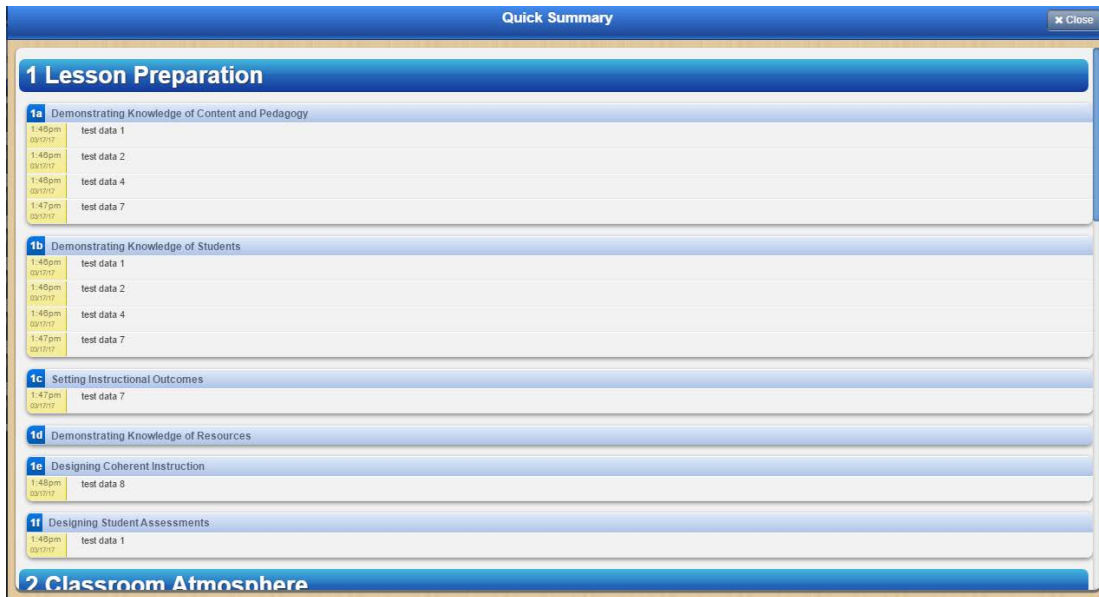 Quick Summary
✖ Close
1 Lesson Preparation
1a Demonstrating Knowledge of Content and Pedagogy
1:46pm test data 1
03/17/17
1:46pm test data 2
03/17/17
1:46pm test data 4
03/17/17
1:47pm test data 7
03/17/17
1b Demonstrating Knowledge of Students
1:46pm test data 1
03/17/17
1:46pm test data 2
03/17/17
1:46pm test data 4
03/17/17
1:47pm test data 7
03/17/17
1c Setting Instructional Outcomes
1:47pm test data 7
03/17/17
1d Demonstrating Knowledge of Resources
1e Designing Coherent Instruction
1:48pm test data 8
03/17/17
1f Designing Student Assessments
1:46pm test data 1
03/17/17
2 Classroom Atmosphere